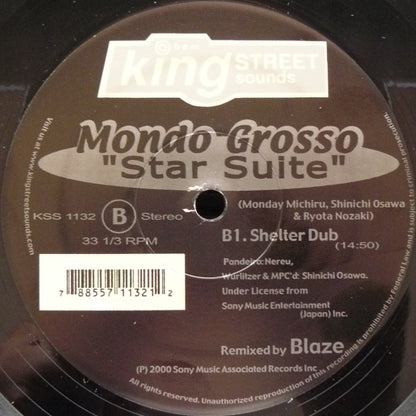 bpm
king STREET
sounds
Mondo Grosso
"Star Suite"
(Monday Michiru, Shinichi Osawa
& Ryota Nozaki)
KSS 1132 B Stereo
33 1/3 RPM
B1. Shelter Dub
(14:50)
Pandeiro: Nereu,
Wurlitzer & MPC'd: Shinichi Osawa.
Under License from
Sony Music Entertainment
(Japan) Inc.
7 88557 11321 2
Remixed by Blaze
(P) 2000 Sony Music Associated Records Inc
Visit us at www.kingstreetsounds.com.
All rights reserved. Unauthorized reproduction of this recording is prohibited by Federal Law and is subject to criminal prosecution.